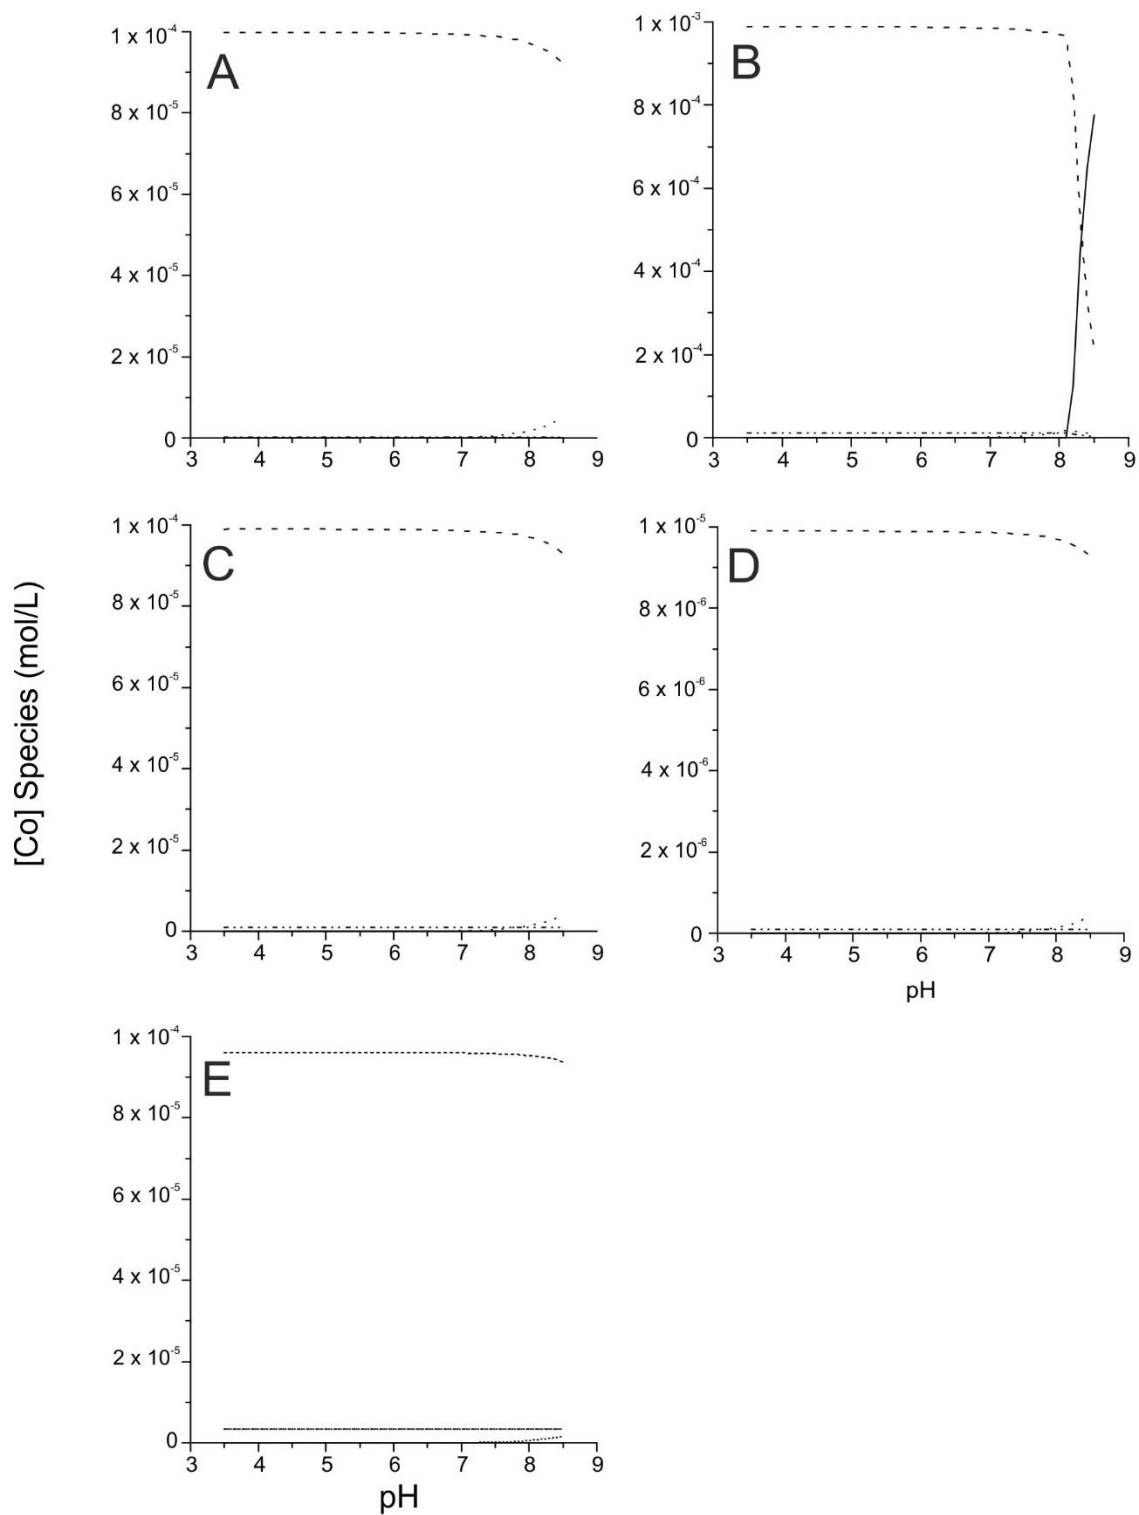 A
1 x 10⁻⁴
8 x 10⁻⁵
6 x 10⁻⁵
4 x 10⁻⁵
2 x 10⁻⁵
0
3 4 5 6 7 8 9
B
1 x 10⁻³
8 x 10⁻⁴
6 x 10⁻⁴
4 x 10⁻⁴
2 x 10⁻⁴
0
3 4 5 6 7 8 9
[Co] Species (mol/L)
C
1 x 10⁻⁴
8 x 10⁻⁵
6 x 10⁻⁵
4 x 10⁻⁵
2 x 10⁻⁵
0
3 4 5 6 7 8 9
D
1 x 10⁻⁵
8 x 10⁻⁶
6 x 10⁻⁶
4 x 10⁻⁶
2 x 10⁻⁶
0
3 4 5 6 7 8 9
pH
E
1 x 10⁻⁴
8 x 10⁻⁵
6 x 10⁻⁵
4 x 10⁻⁵
2 x 10⁻⁵
0
3 4 5 6 7 8 9
pH